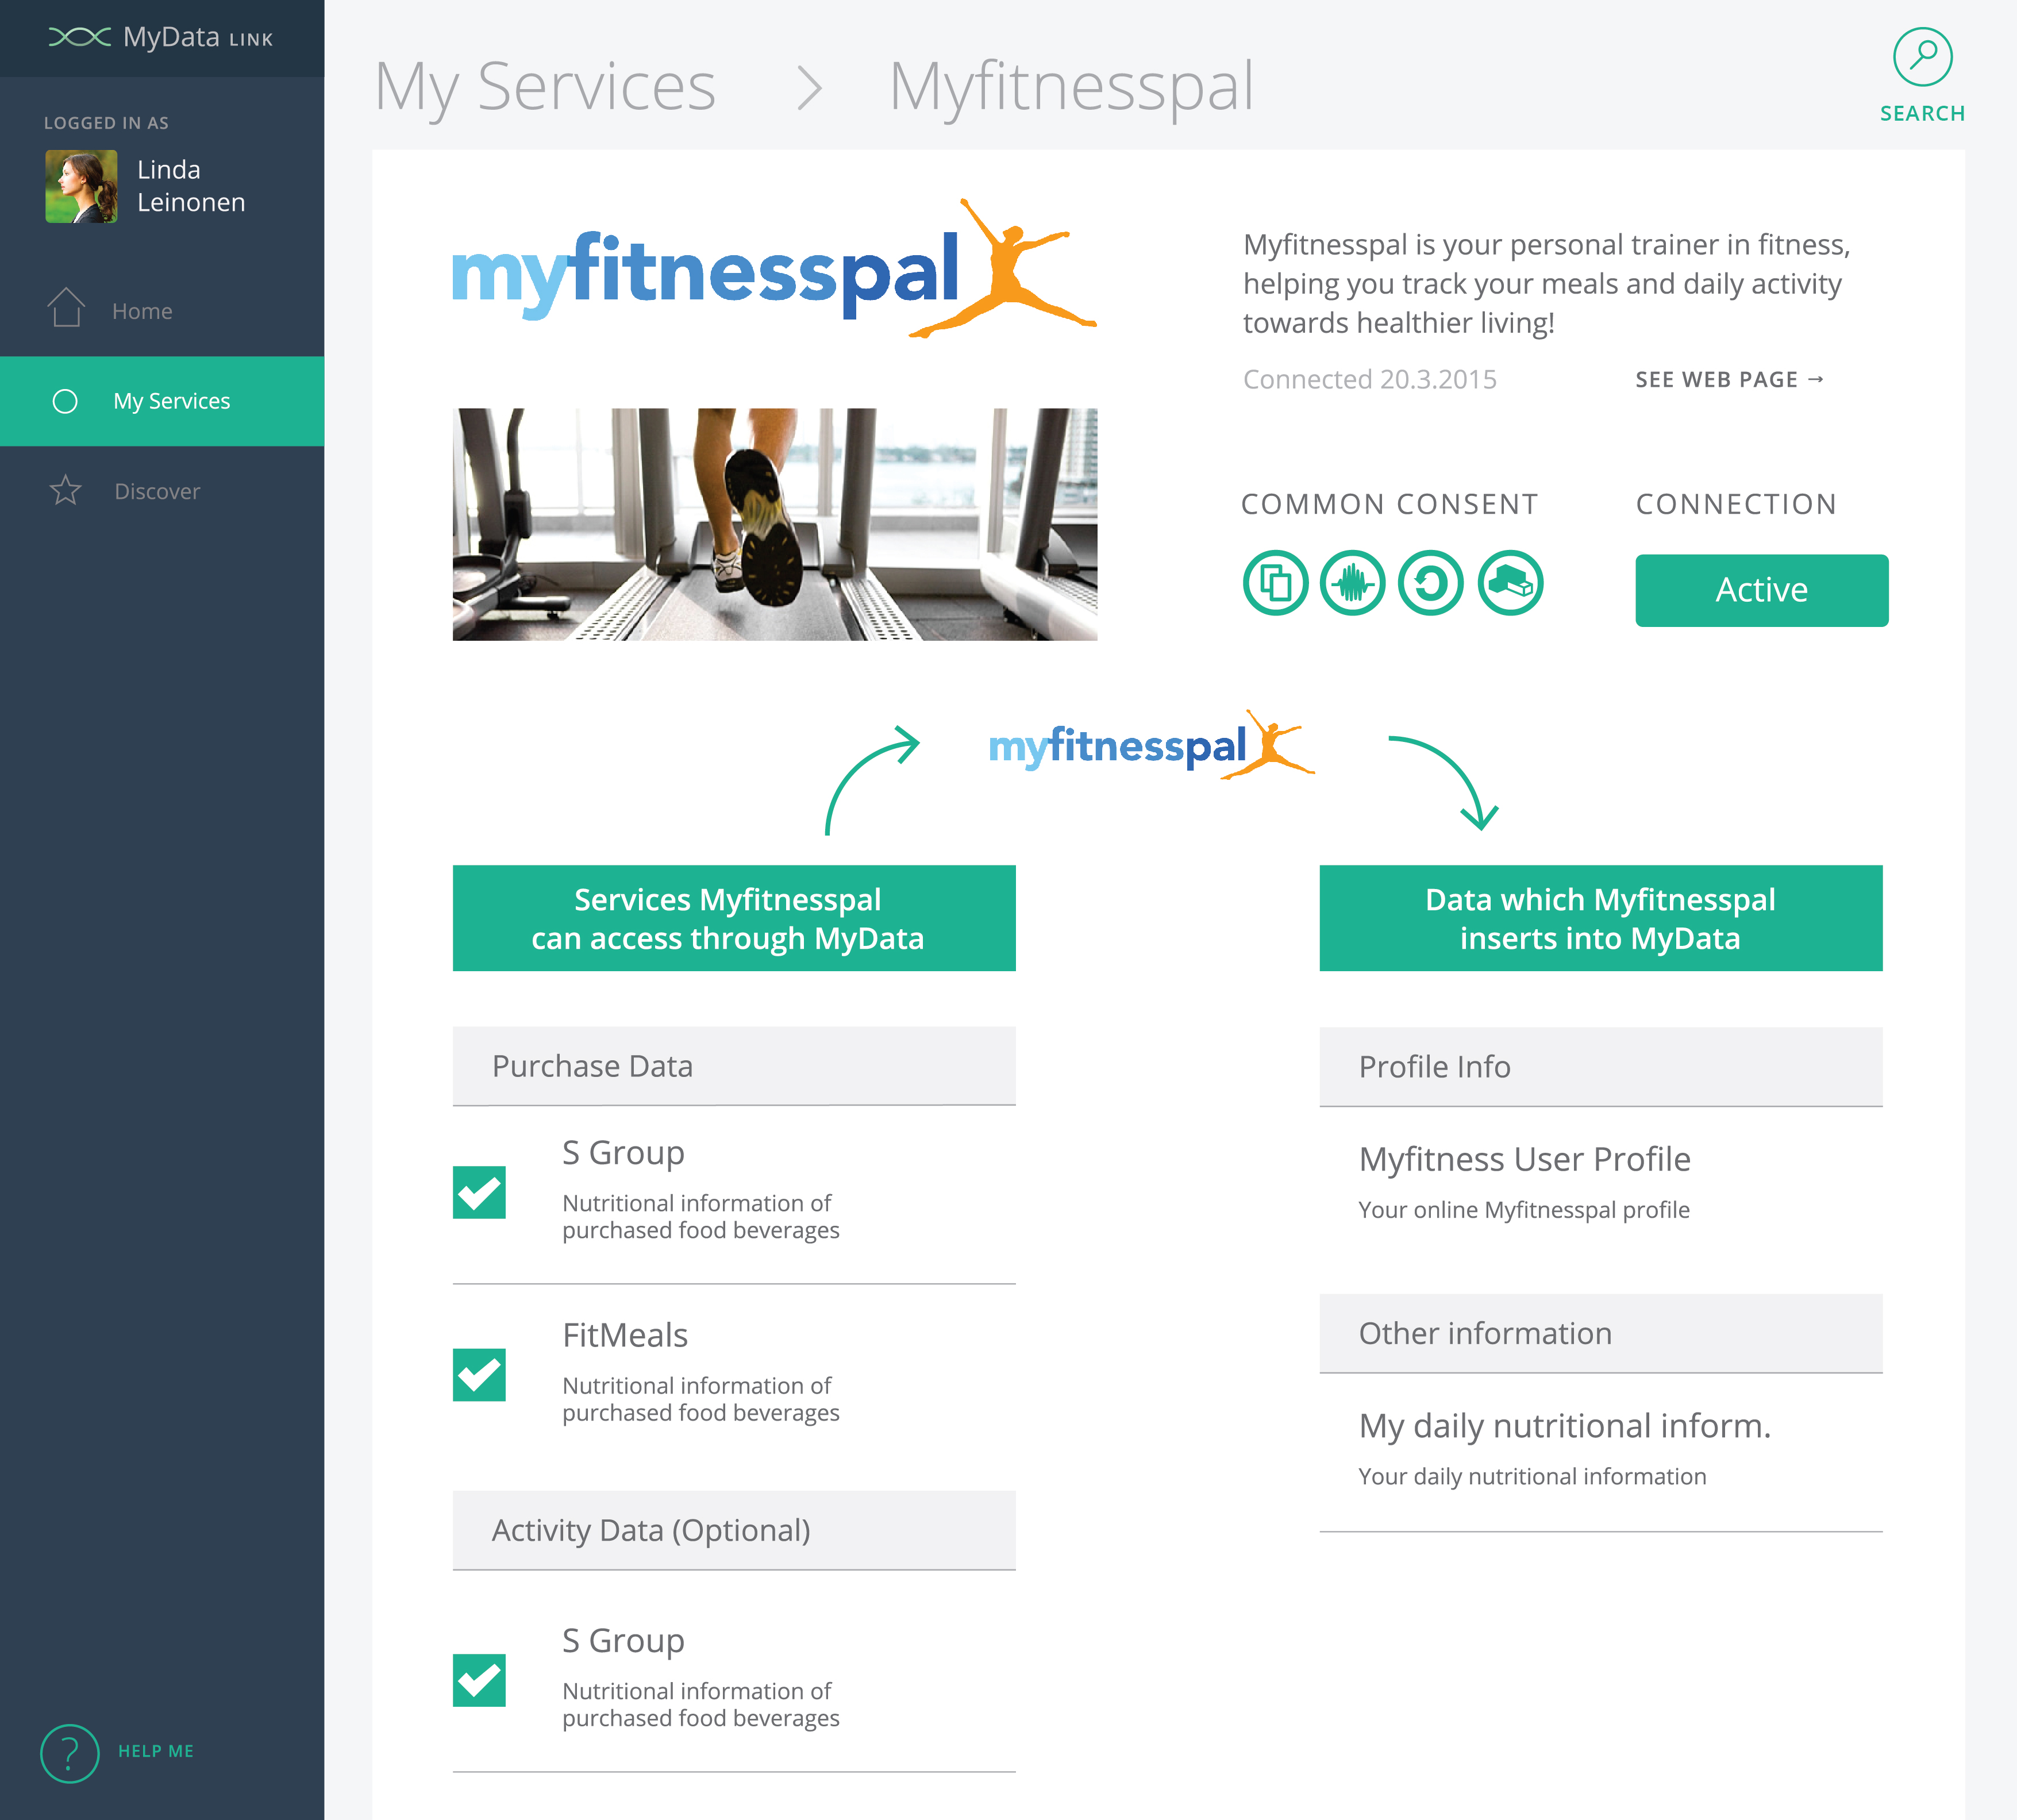 MyData LINK
LOGGED IN AS
Linda
Leinonen
Home
My Services
Discover
? HELP ME
My Services > Myfitnesspal
SEARCH
myfitnesspal
Myfitnesspal is your personal trainer in fitness,
helping you track your meals and daily activity
towards healthier living!
Connected 20.3.2015
SEE WEB PAGE →
COMMON CONSENT
CONNECTION
Active
myfitnesspal
Services Myfitnesspal
can access through MyData
Purchase Data
S Group
Nutritional information of
purchased food beverages
FitMeals
Nutritional information of
purchased food beverages
Activity Data (Optional)
S Group
Nutritional information of
purchased food beverages
Data which Myfitnesspal
inserts into MyData
Profile Info
Myfitness User Profile
Your online Myfitnesspal profile
Other information
My daily nutritional inform.
Your daily nutritional information